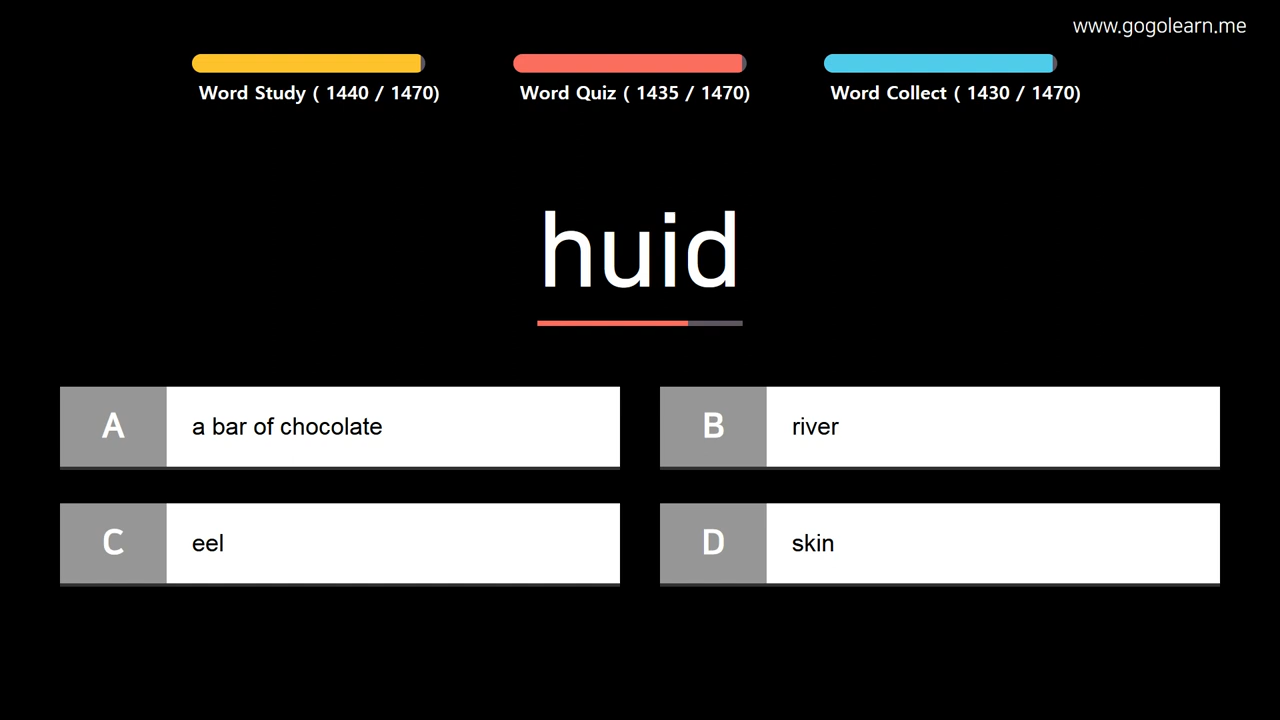 www.gogolearn.me
Word Study ( 1440 / 1470)
Word Quiz ( 1435 / 1470)
Word Collect ( 1430 / 1470)
huid
A a bar of chocolate
B river
C eel
D skin